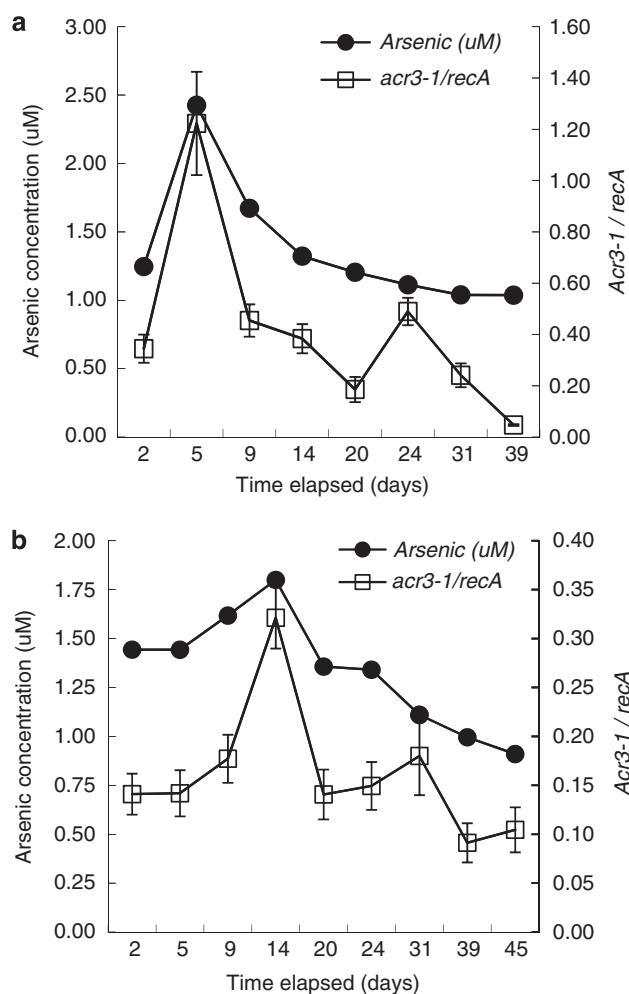 a
Arsenic (uM)
acr3-1/recA
3.00
2.50
2.00
1.50
1.00
0.50
0.00
Arsenic concentration (uM)
1.60
1.40
1.20
1.00
0.80
0.60
0.40
0.20
0.00
Acr3-1 / recA
2 5 9 14 20 24 31 39
Time elapsed (days)
b
Arsenic (uM)
acr3-1/recA
2.00
1.75
1.50
1.25
1.00
0.75
0.50
0.25
0.00
Arsenic concentration (uM)
0.40
0.35
0.30
0.25
0.20
0.15
0.10
0.05
0.00
Acr3-1 / recA
2 5 9 14 20 24 31 39 45
Time elapsed (days)